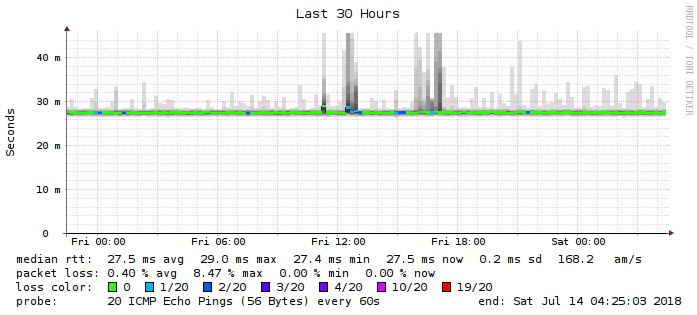 Last 30 Hours
RRDTOOL / TOBI OETIKER
Seconds
40 m
30 m
20 m
10 m
0
Fri 00:00 Fri 06:00 Fri 12:00 Fri 18:00 Sat 00:00
median rtt: 27.5 ms avg 29.0 ms max 27.4 ms min 27.5 ms now 0.2 ms sd 168.2 am/s
packet loss: 0.40 % avg 8.47 % max 0.00 % min 0.00 % now
loss color: 0 1/20 2/20 3/20 4/20 10/20 19/20
probe: 20 ICMP Echo Pings (56 Bytes) every 60s end: Sat Jul 14 04:25:03 2018